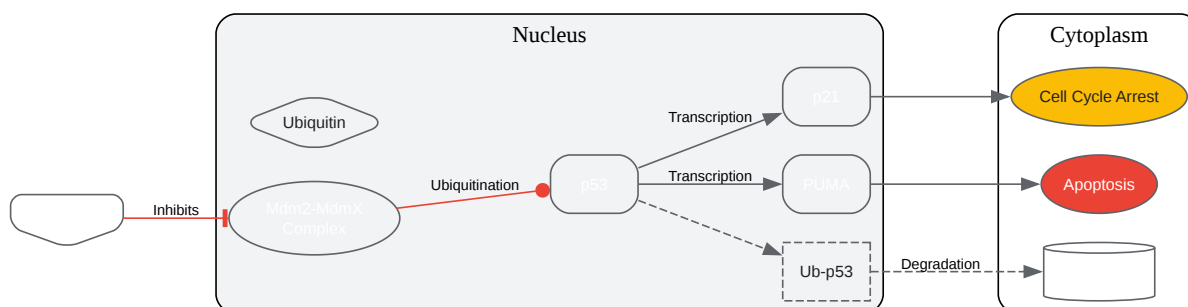 Nucleus
Cytoplasm
p21
Cell Cycle Arrest
Ubiquitin
Transcription
Ubiquitination
p53
Transcription
PUMA
Apoptosis
Inhibits
Mdm2-MdmX
Complex
Ub-p53
Degradation